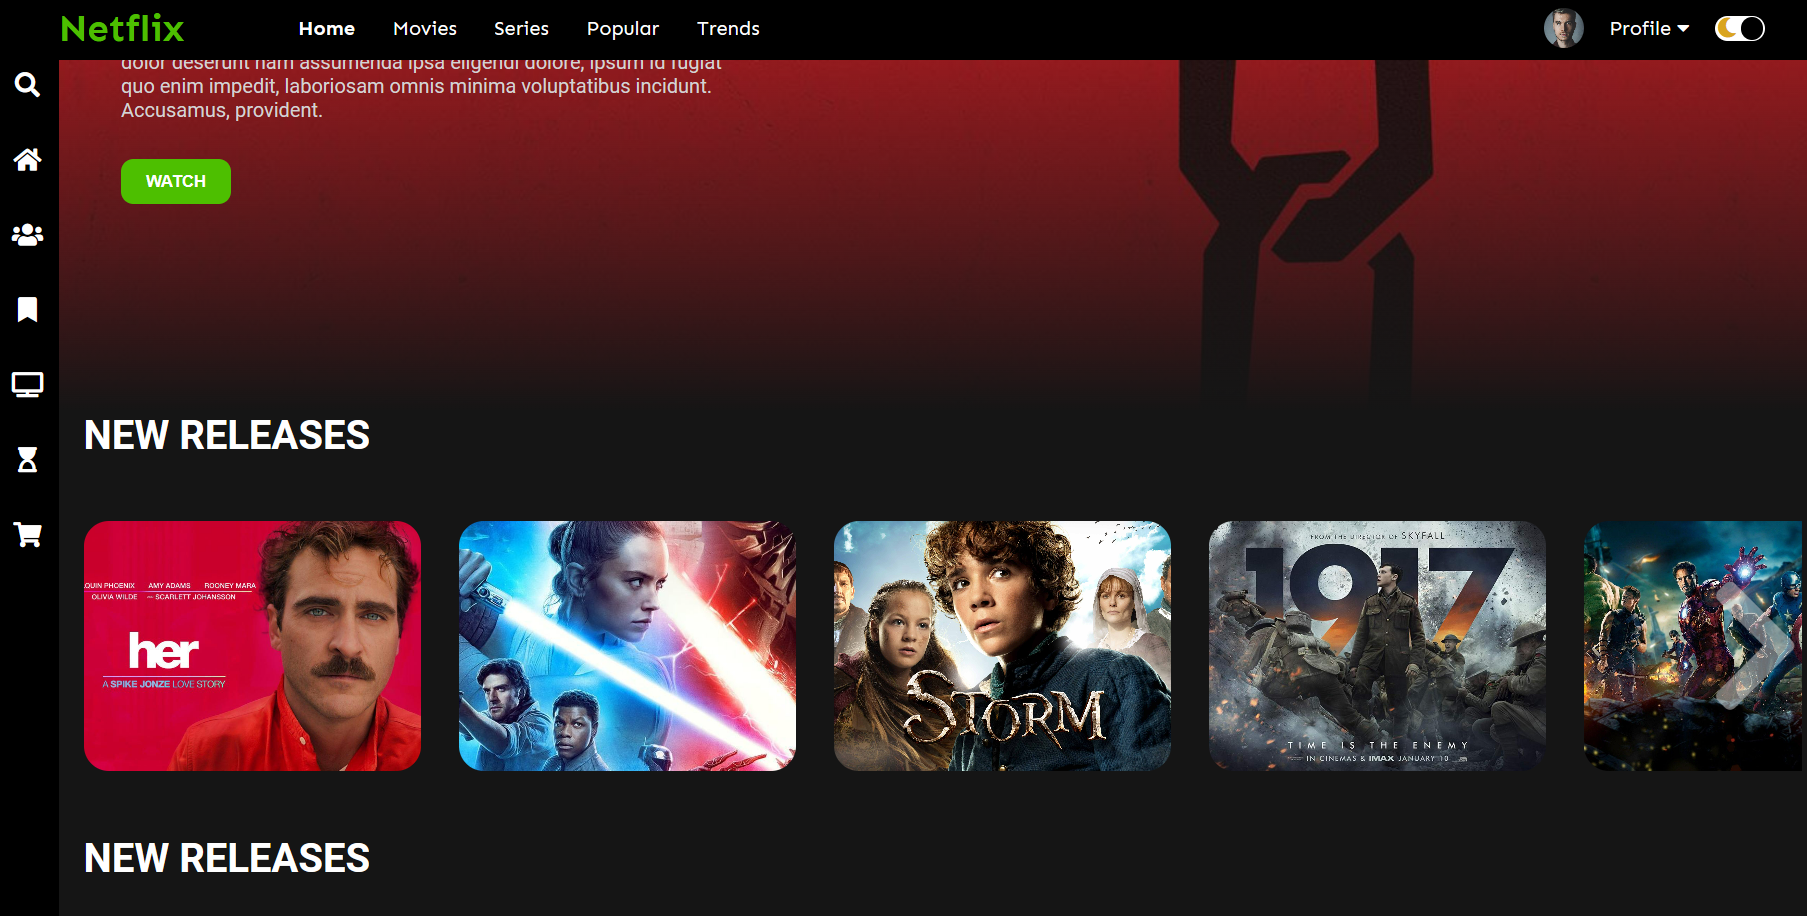 Netflix
Home Movies Series Popular Trends
Profile
dolor deserunt nam assumenda ipsa eligendi dolore, ipsum id fugiat
quo enim impedit, laboriosam omnis minima voluptatibus incidunt.
Accusamus, provident.
WATCH
NEW RELEASES
OUIN PHOENIX AMY ADAMS ROONEY MARA
OLIVIA WILDE SCARLETT JOHANSSON
her
A SPIKE JONZE LOVE STORY
STORM
FROM THE DIRECTOR OF SKYFALL
1917
TIME IS THE ENEMY
IN CINEMAS & IMAX JANUARY 10
NEW RELEASES